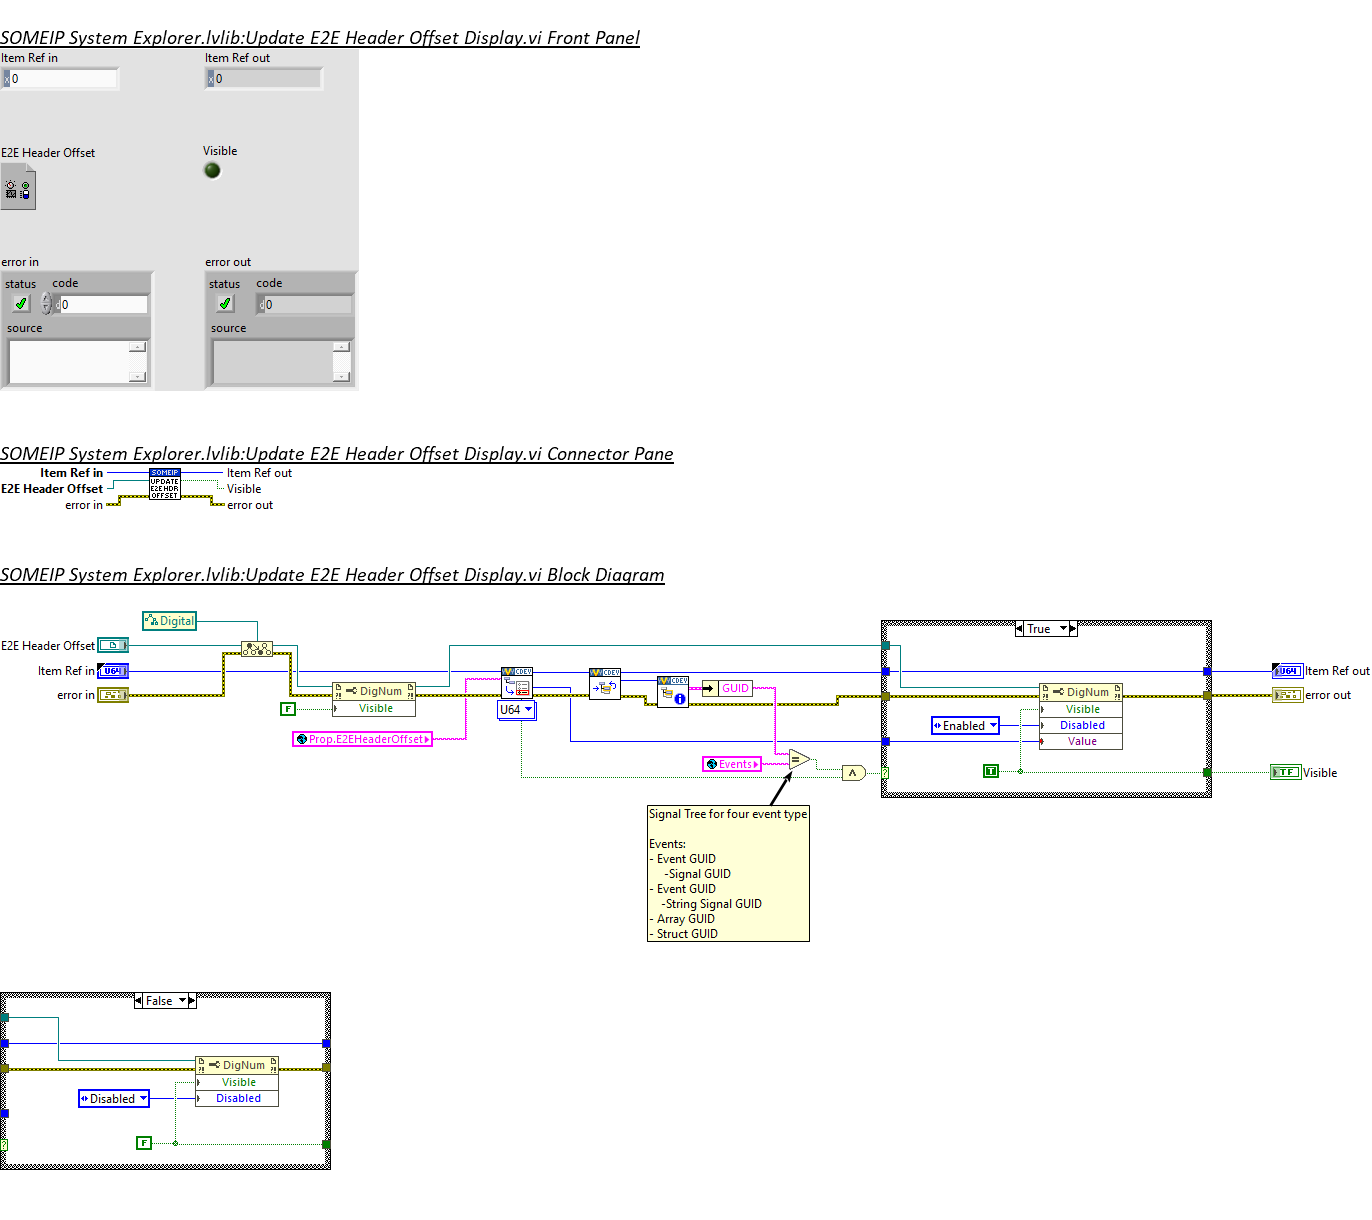 SOMEIP System Explorer.lvlib:Update E2E Header Offset Display.vi Front Panel
Item Ref in
Item Ref out
x 0
x 0
E2E Header Offset
Visible
error in
error out
status
code
status
code
d 0
d 0
source
source
SOMEIP System Explorer.lvlib:Update E2E Header Offset Display.vi Connector Pane
Item Ref in
SOMEIP
Item Ref out
E2E Header Offset
UPDATE
E2E HDR
OFFSET
Visible
error in
error out
SOMEIP System Explorer.lvlib:Update E2E Header Offset Display.vi Block Diagram
Digital
True
E2E Header Offset
Item Ref in
U64
CDEV
CDEV
CDEV
U64
Item Ref out
error in
DigNum
GUID
DigNum
error out
F
Visible
U64
Visible
Enabled
Disabled
Prop.E2EHeaderOffset
Value
Events
=
T
TF
Visible
Signal Tree for four event type
Events:
- Event GUID
-Signal GUID
- Event GUID
-String Signal GUID
- Array GUID
- Struct GUID
False
DigNum
Visible
Disabled
Disabled
?
F